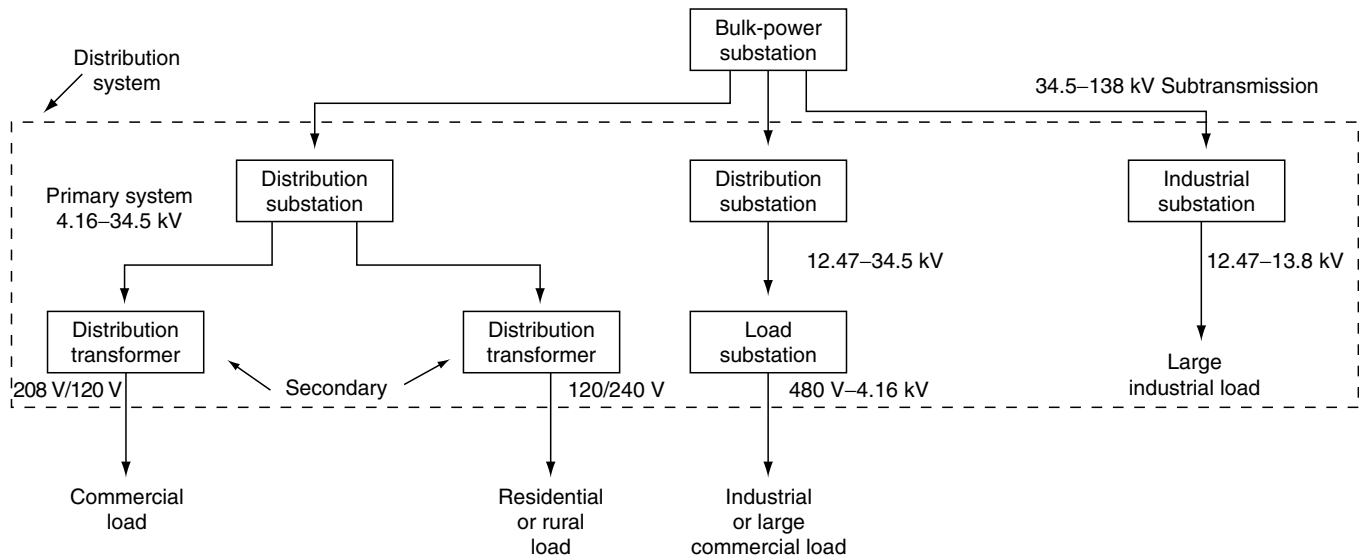 Bulk-power
substation
Distribution
system
34.5–138 kV Subtransmission
Primary system
4.16–34.5 kV
Distribution
substation
Distribution
substation
Industrial
substation
12.47–34.5 kV
12.47–13.8 kV
Distribution
transformer
Distribution
transformer
Load
substation
Large
industrial load
208 V/120 V
Secondary
120/240 V
480 V–4.16 kV
Commercial
load
Residential
or rural
load
Industrial
or large
commercial load